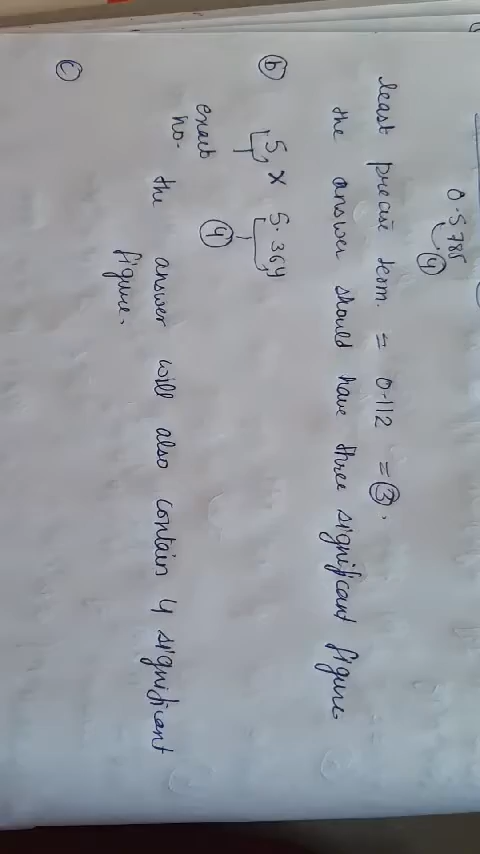 0.5785
④
least precise term. = 0.112 = ③.
the answer should have three significant figure
ⓑ 5 × 5.364
exact ④
no. the answer will also contain 4 significant
figure.
ⓒ